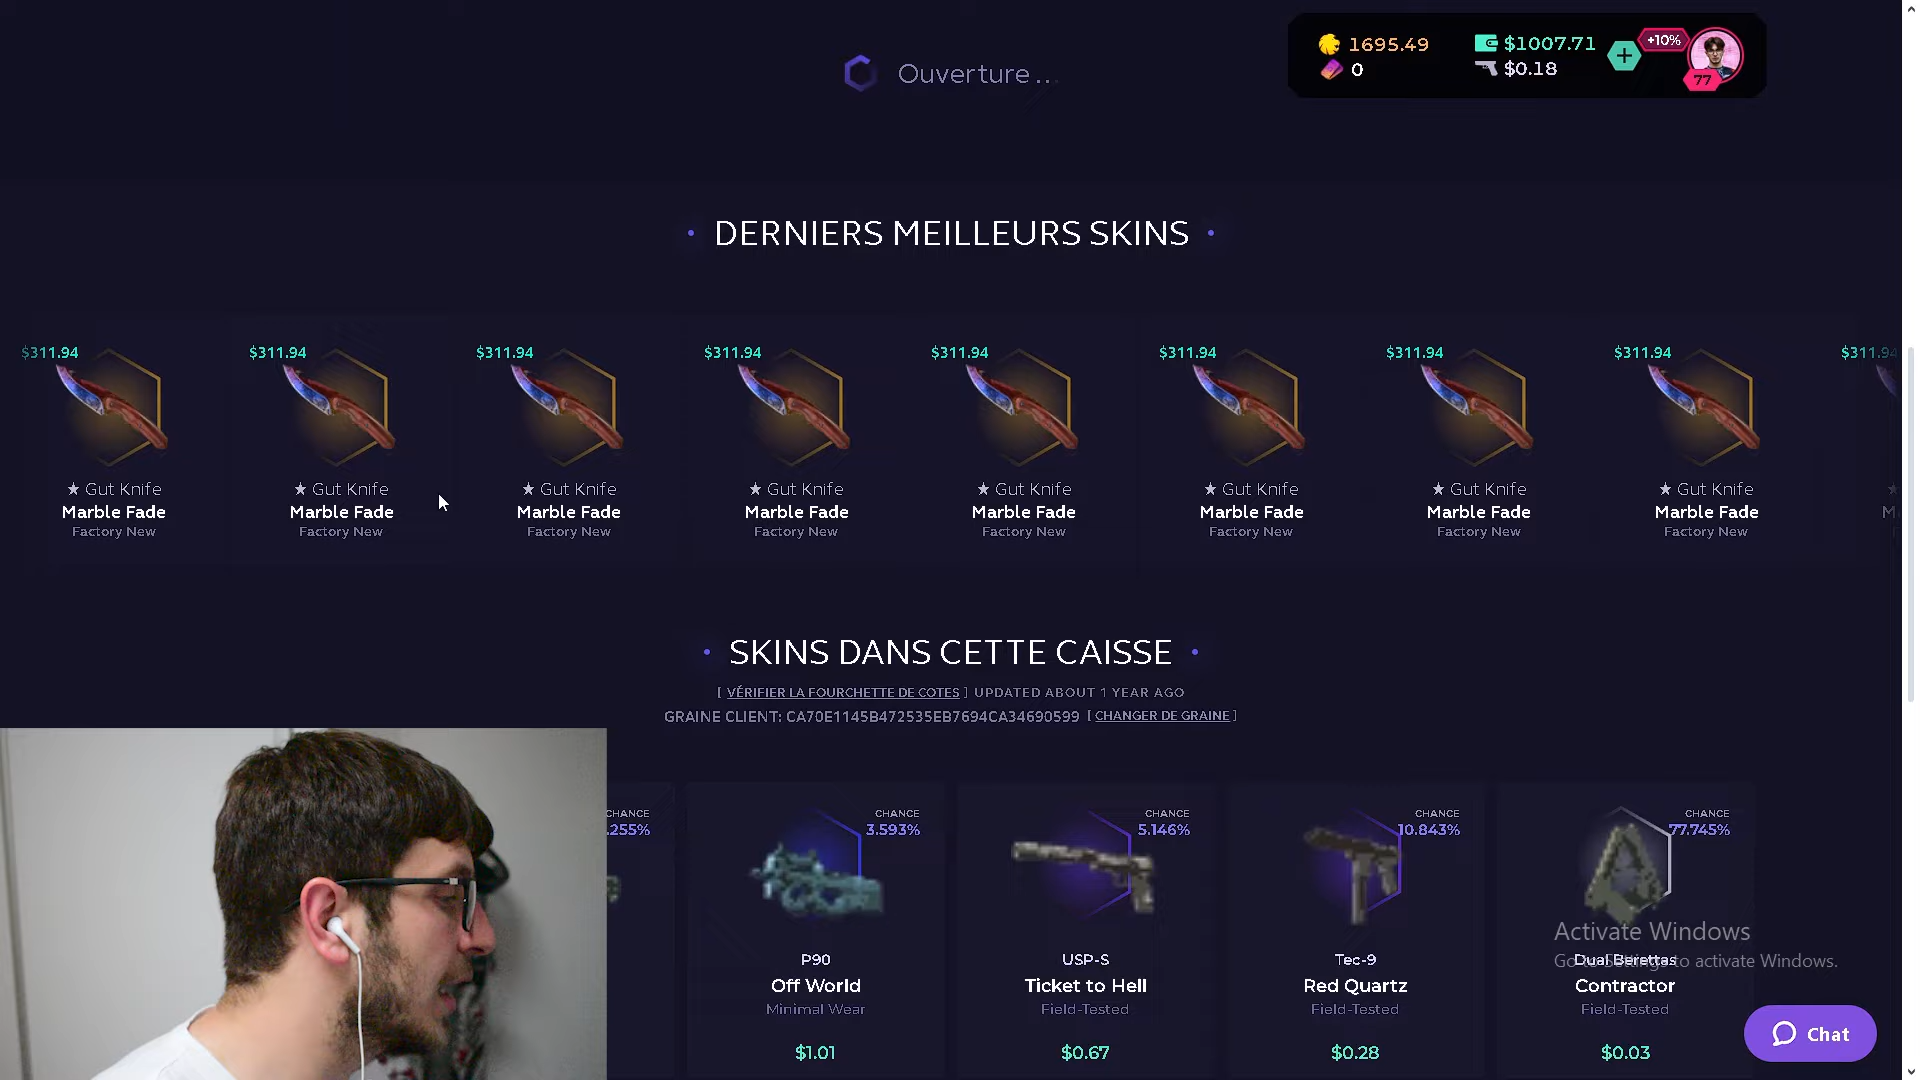 Ouverture...
1695.49
$1007.71
+10%
0
$0.18
77
DERNIERS MEILLEURS SKINS
$311.94 $311.94 $311.94 $311.94 $311.94 $311.94 $311.94 $311.94 $311.94
★ Gut Knife ★ Gut Knife ★ Gut Knife ★ Gut Knife ★ Gut Knife ★ Gut Knife ★ Gut Knife ★ Gut Knife
Marble Fade Marble Fade Marble Fade Marble Fade Marble Fade Marble Fade Marble Fade Marble Fade
Factory New Factory New Factory New Factory New Factory New Factory New Factory New Factory New
SKINS DANS CETTE CAISSE
[ VÉRIFIER LA FOURCHETTE DE COTES ] UPDATED ABOUT 1 YEAR AGO
GRAINE CLIENT: CA70E1145B472535EB7694CA34690599 [ CHANGER DE GRAINE ]
CHANCE CHANCE CHANCE CHANCE CHANCE
.255% 3.593% 5.146% 10.843% 77.745%
Activate Windows
Go to Settings to activate Windows.
P90 USP-S Tec-9 Dual Berettas
Off World Ticket to Hell Red Quartz Contractor
Minimal Wear Field-Tested Field-Tested Field-Tested
$1.01 $0.67 $0.28 $0.03
Chat